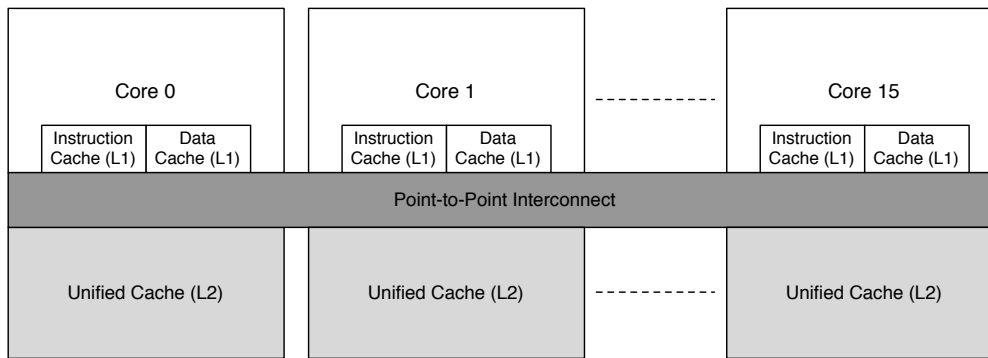 Core 0
Core 1
Core 15
Instruction Data
Cache (L1) Cache (L1)
Instruction Data
Cache (L1) Cache (L1)
Instruction Data
Cache (L1) Cache (L1)
Point-to-Point Interconnect
Unified Cache (L2)
Unified Cache (L2)
Unified Cache (L2)